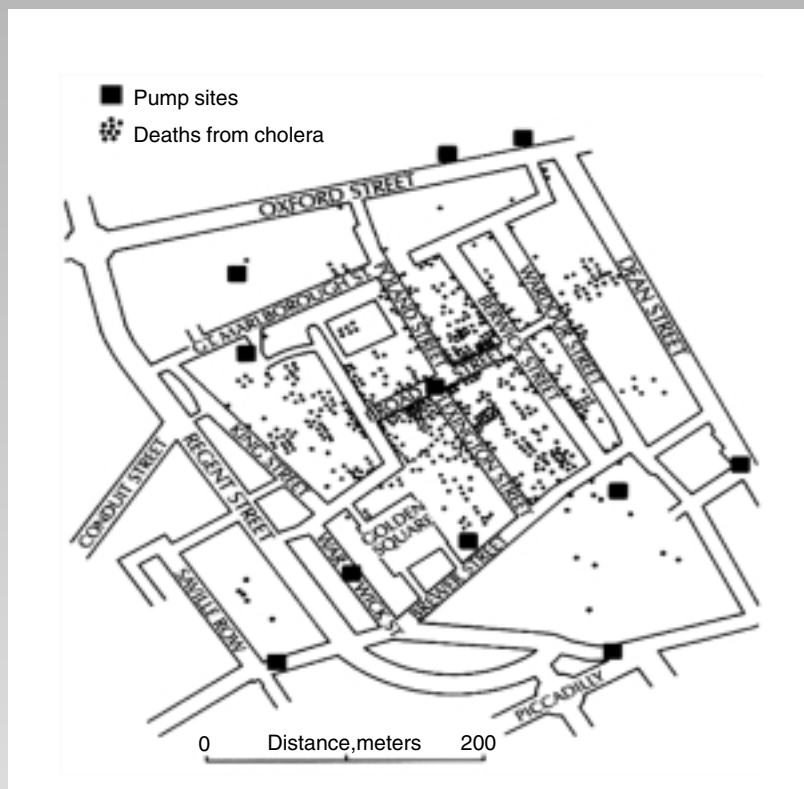 Pump sites
Deaths from cholera
OXFORD STREET
GT MARLBOROUGH ST
POLAND STREET
BERWICK STREET
WARDOUR STREET
DEAN STREET
BROAD STREET
KING STREET
REGENT STREET
CONDUIT STREET
GOLDEN
SQUARE
WARWICK ST
BREWER STREET
SAVILLE ROW
PICCADILLY
0 Distance,meters 200